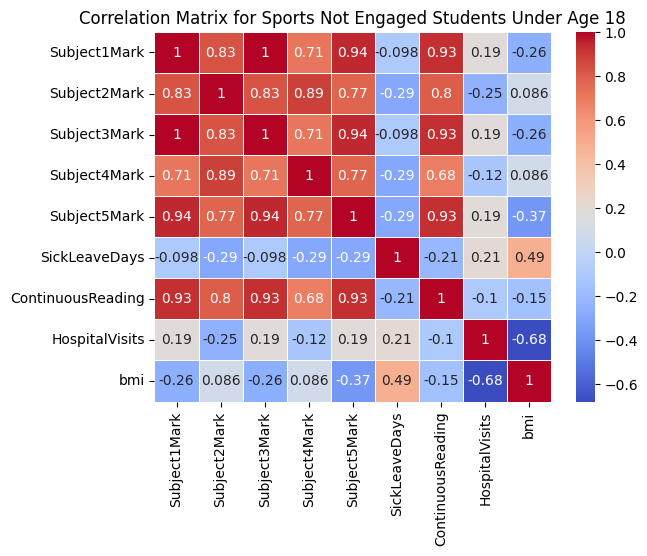 Correlation Matrix for Sports Not Engaged Students Under Age 18
Subject1Mark 1 0.83 1 0.71 0.94 -0.098 0.93 0.19 -0.26
Subject2Mark 0.83 1 0.83 0.89 0.77 -0.29 0.8 -0.25 0.086
Subject3Mark 1 0.83 1 0.71 0.94 -0.098 0.93 0.19 -0.26
Subject4Mark 0.71 0.89 0.71 1 0.77 -0.29 0.68 -0.12 0.086
Subject5Mark 0.94 0.77 0.94 0.77 1 -0.29 0.93 0.19 -0.37
SickLeaveDays -0.098 -0.29 -0.098 -0.29 -0.29 1 -0.21 0.21 0.49
ContinuousReading 0.93 0.8 0.93 0.68 0.93 -0.21 1 -0.1 -0.15
HospitalVisits 0.19 -0.25 0.19 -0.12 0.19 0.21 -0.1 1 -0.68
bmi -0.26 0.086 -0.26 0.086 -0.37 0.49 -0.15 -0.68 1
Subject1Mark
Subject2Mark
Subject3Mark
Subject4Mark
Subject5Mark
SickLeaveDays
ContinuousReading
HospitalVisits
bmi
1.0
0.8
0.6
0.4
0.2
0.0
−0.2
−0.4
−0.6